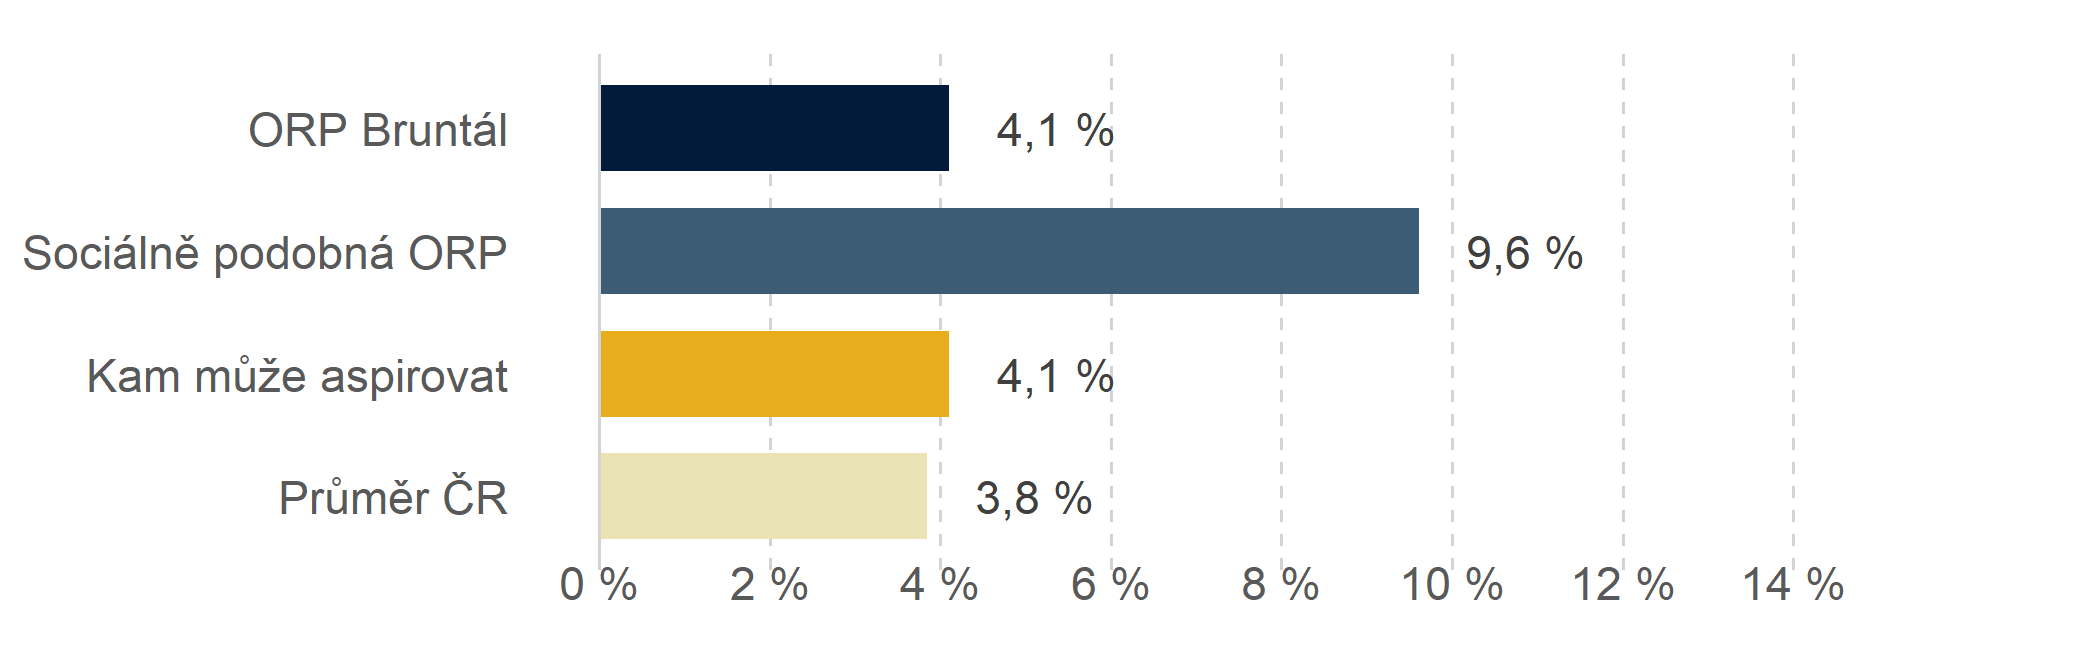 ORP Bruntál
4,1 %
Sociálně podobná ORP
9,6 %
Kam může aspirovat
4,1 %
Průměr ČR
3,8 %
0 % 2 % 4 % 6 % 8 % 10 % 12 % 14 %